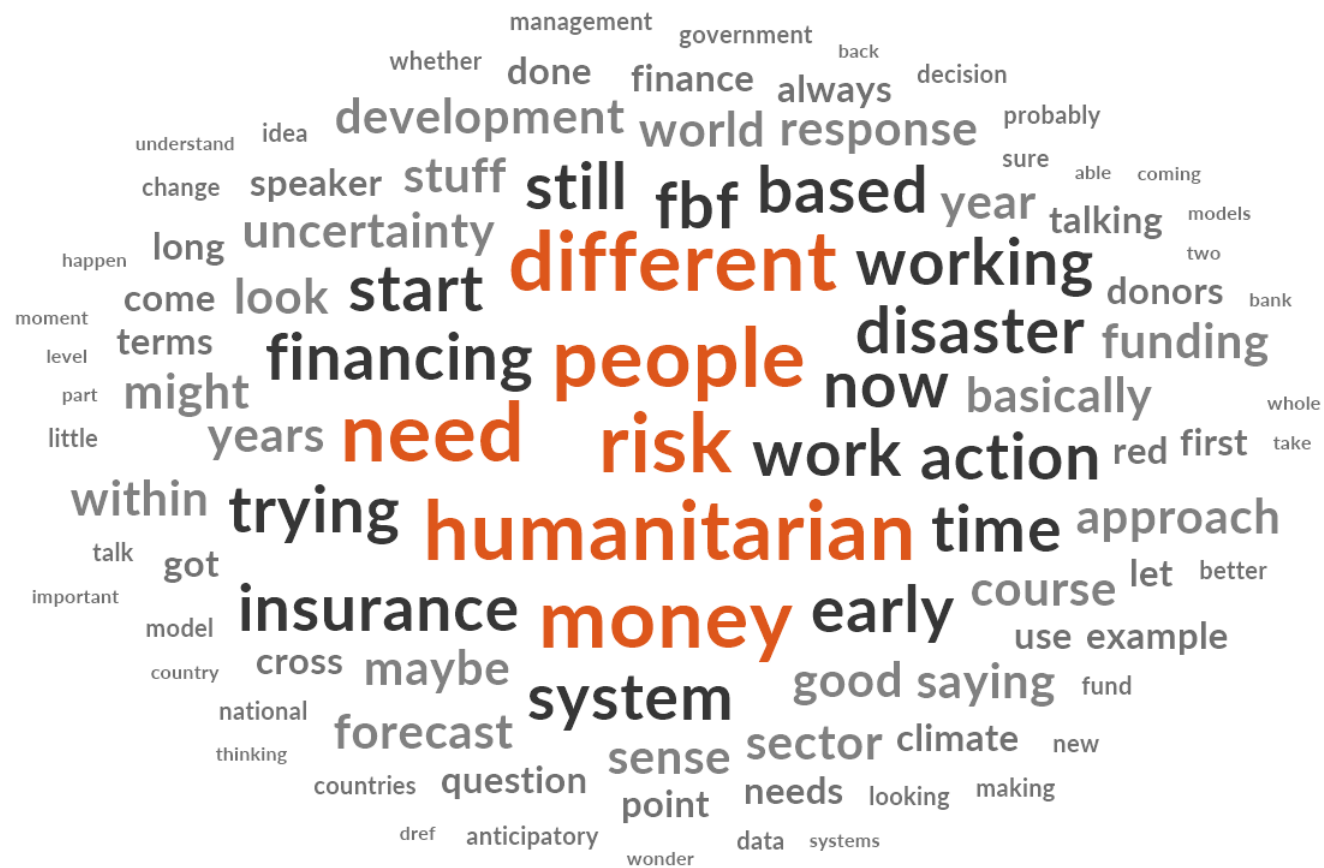 management government
whether done finance back
always decision
development world response probably
understand idea
change speaker stuff still fbf based sure able coming
long uncertainty different year talking models
happen two
come look start working donors bank
moment terms financing people disaster funding
level
part might now basically whole
little years need risk work action red first take
within trying humanitarian time approach
talk got
important insurance money early course let better
model use example
country cross maybe system good saying fund
national forecast sense sector climate new
thinking
countries question point needs looking making
dref anticipatory data systems
wonder